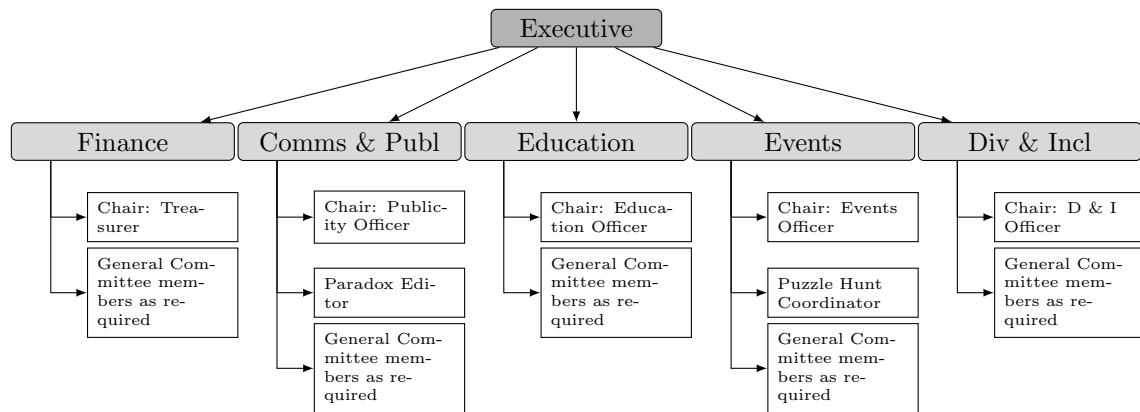 Executive
Finance
Comms & Publ
Education
Events
Div & Incl
Chair: Trea-
surer
General Com-
mittee mem-
bers as re-
quired
Chair: Public-
ity Officer
Paradox Edi-
tor
General Com-
mittee mem-
bers as re-
quired
Chair: Educa-
tion Officer
General Com-
mittee mem-
bers as re-
quired
Chair: Events
Officer
Puzzle Hunt
Coordinator
General Com-
mittee mem-
bers as re-
quired
Chair: D & I
Officer
General Com-
mittee mem-
bers as re-
quired